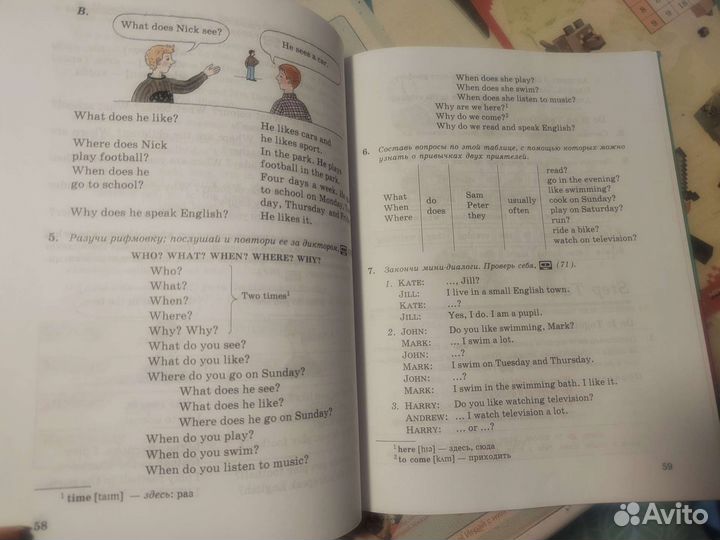 B.
What does Nick see?
He sees a car.
What does he like?
He likes cars and
he likes sport.
Where does Nick
play football?
In the park. He plays
football in the park.
When does he
go to school?
Four days a week. He
to school on Monday,
day, Thursday and
Why does he speak English?
He likes it.
5. Разучи рифмовку; послушай и повтори ее за диктором,
WHO? WHAT? WHEN? WHERE? WHY?
Who?
What?
When?
Where?
Why? Why?
Two times¹
What do you see?
What do you like?
Where do you go on Sunday?
What does he see?
What does he like?
Where does he go on Sunday?
When do you play?
When do you swim?
When do you listen to music?
¹ time [taım] — здесь: раз
58
When does she play?
When does she swim?
When does she listen to music?
Why are we here?¹
Why do we come?²
Why do we read and speak English?
6. Составь вопросы по этой таблице, с помощью которых можно
узнать о привычках двух приятелей.
What
When
Where
do
does
Sam
Peter
they
usually
often
read?
go in the evening?
like swimming?
cook on Sunday?
play on Saturday?
run?
ride a bike?
watch on television?
7. Закончи мини-диалоги. Проверь себя, (71).
1. KATE: ..., Jill?
JILL: I live in a small English town.
KATE: ...?
JILL: Yes, I do. I am a pupil.
2. JOHN: Do you like swimming, Mark?
MARK: ... I swim a lot.
JOHN: ...?
MARK: I swim on Tuesday and Thursday.
JOHN: ...?
MARK: I swim in the swimming bath. I like it.
3. HARRY: Do you like watching television?
ANDREW: ... I watch television a lot.
HARRY: ... or ...?
¹ here [hıə] — здесь, сюда
² to come [kʌm] — приходить
59
Avito